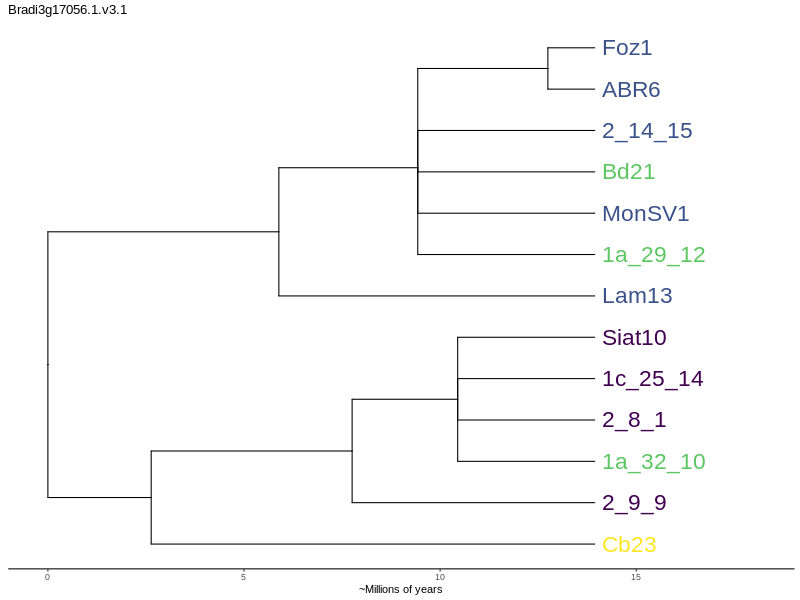 Bradi3g17056.1.v3.1
Foz1
ABR6
2_14_15
Bd21
MonSV1
1a_29_12
Lam13
Siat10
1c_25_14
2_8_1
1a_32_10
2_9_9
Cb23
0 5 10 15
~Millions of years